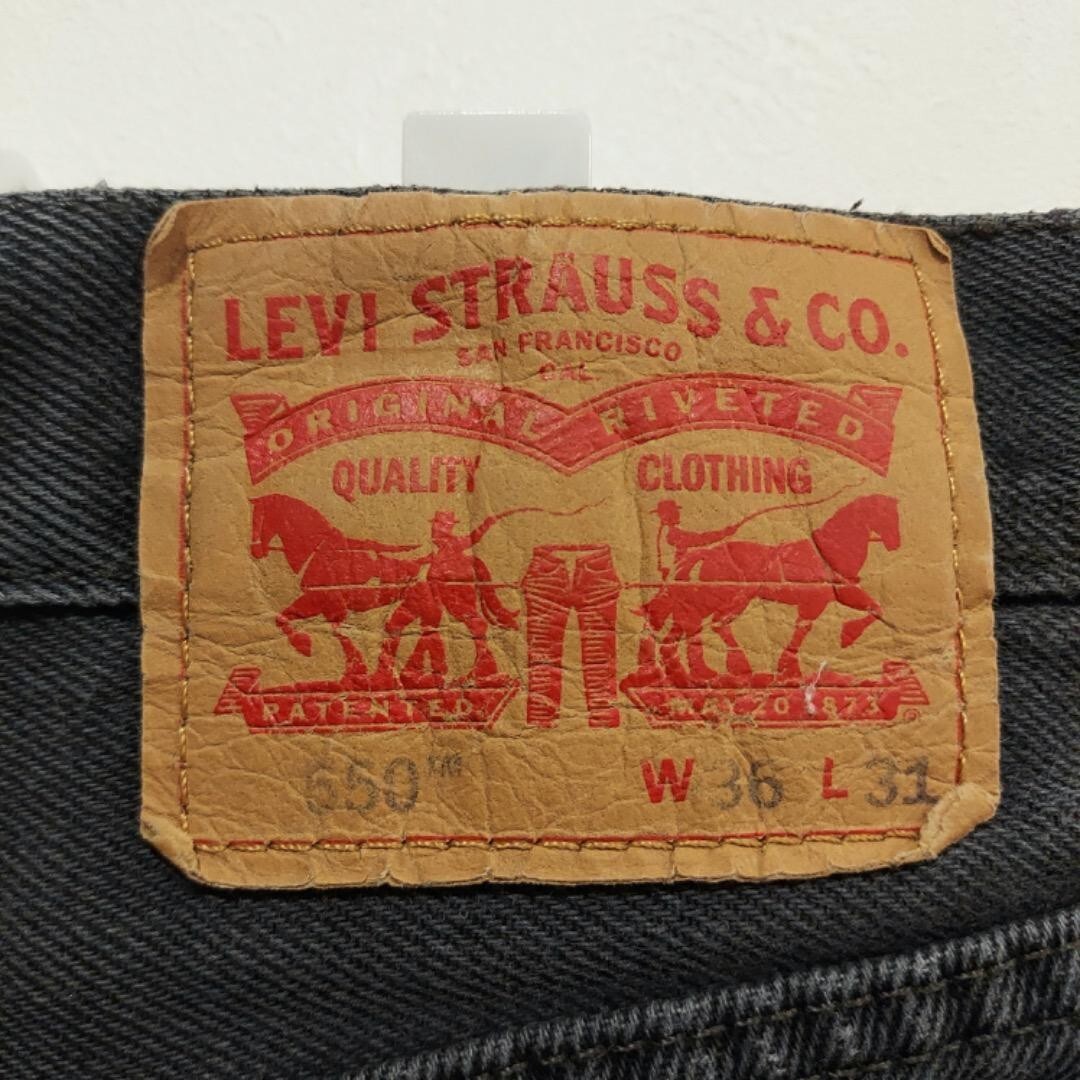 LEVI STRAUSS & CO.
SAN FRANCISCO
CAL.
ORIGINAL RIVETED
QUALITY CLOTHING
PATENTED MAY 20 1873 ®
550™ W 36 L 31